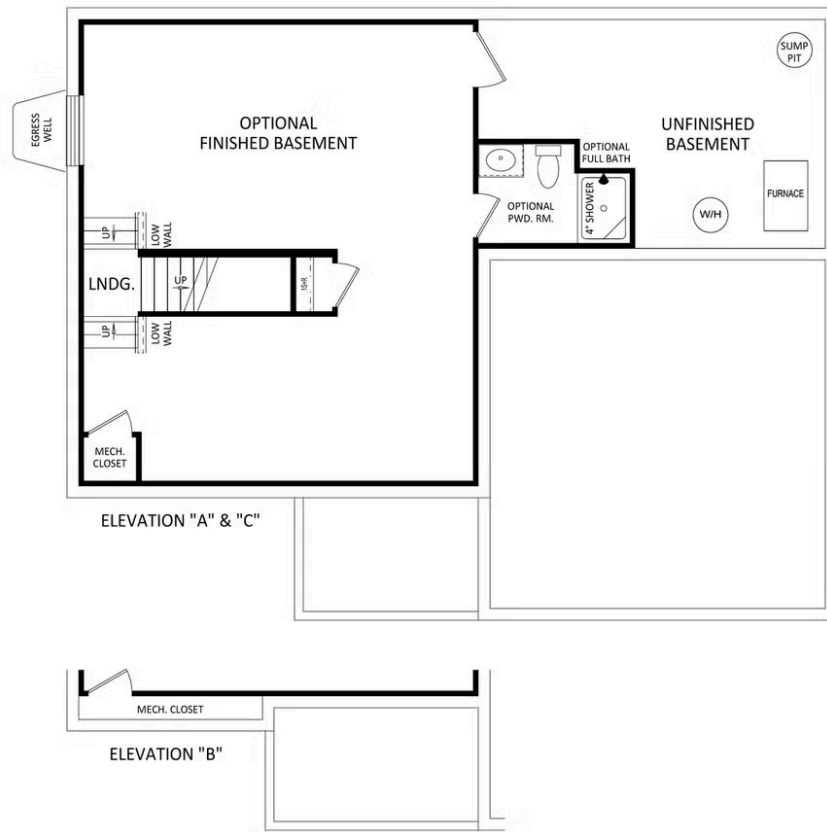 SUMP
PIT
EGRESS
WELL
OPTIONAL
FINISHED BASEMENT
UNFINISHED
BASEMENT
OPTIONAL
FULL BATH
FURNACE
W/H
4" SHOWER
OPTIONAL
PWD. RM.
UP
LOW
WALL
LNDG.
UP
1S+R
UP
LOW
WALL
MECH.
CLOSET
ELEVATION "A" & "C"
MECH. CLOSET
ELEVATION "B"